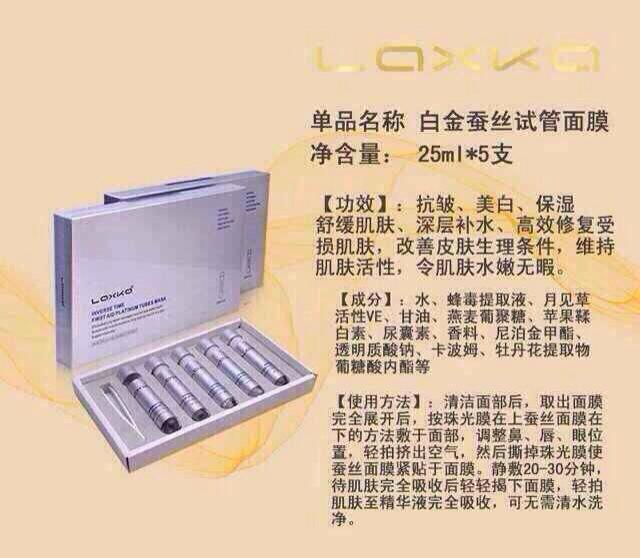 LAXKA
单品名称 白金蚕丝试管面膜
净含量： 25ml*5支
【功效】：抗皱、美白、保湿
舒缓肌肤、深层补水、高效修复受
损肌肤，改善皮肤生理条件，维持
肌肤活性，令肌肤水嫩无暇。
【成分】：水、蜂毒提取液、月见草
活性VE、甘油、燕麦葡聚糖、苹果鞣
白素、尿囊素、香料、尼泊金甲酯、
透明质酸钠、卡波姆、牡丹花提取物
葡糖酸内酯等
【使用方法】：清洁面部后，取出面膜
完全展开后，按珠光膜在上蚕丝面膜在
下的方法敷于面部，调整鼻、唇、眼位
置，轻拍挤出空气，然后撕掉珠光膜使
蚕丝面膜紧贴于面膜。静敷20-30分钟，
待肌肤完全吸收后轻轻揭下面膜，轻拍
肌肤至精华液完全吸收，可无需清水洗
净。
LAXKA
INVERSE TIME
FIRST AID PLATINUM TUBES MASK